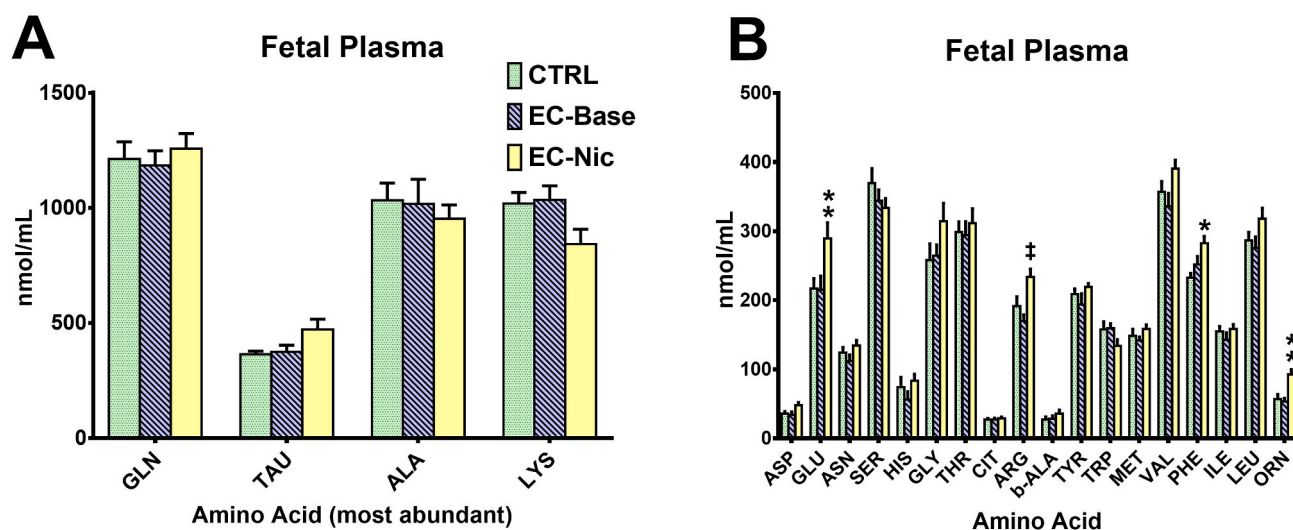 A
Fetal Plasma
CTRL
EC-Base
EC-Nic
nmol/mL
1500
1000
500
0
GLN
TAU
ALA
LYS
Amino Acid (most abundant)
B
Fetal Plasma
nmol/mL
500
400
300
200
100
0
*
*
‡
*
*
*
ASP
GLU
ASN
SER
HIS
GLY
THR
CIT
ARG
b-ALA
TYR
TRP
MET
VAL
PHE
ILE
LEU
ORN
Amino Acid